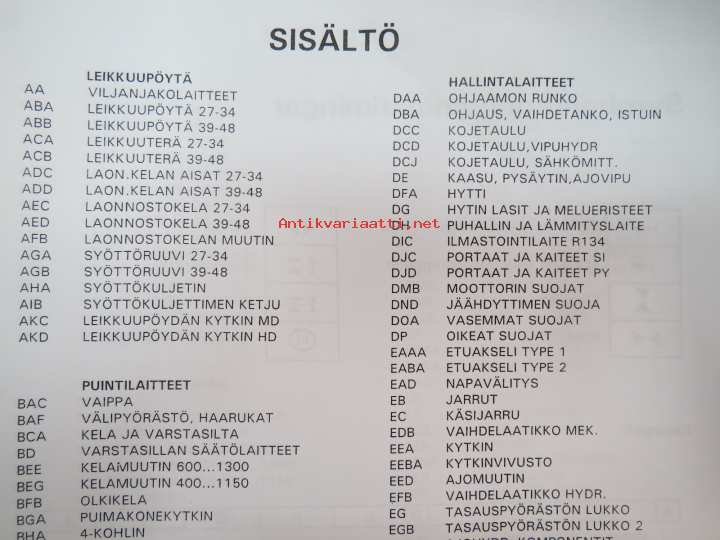 SISÄLTÖ
LEIKKUUPÖYTÄ
AA VILJANJAKOLAITTEET
ABA LEIKKUUPÖYTÄ 27-34
ABB LEIKKUUPÖYTÄ 39-48
ACA LEIKKUUTERÄ 27-34
ACB LEIKKUUTERÄ 39-48
ADC LAON.KELAN AISAT 27-34
ADD LAON.KELAN AISAT 39-48
AEC LAONNOSTOKELA 27-34
AED LAONNOSTOKELA 39-48
AFB LAONNOSTOKELAN MUUTIN
AGA SYÖTTÖRUUVI 27-34
AGB SYÖTTÖRUUVI 39-48
AHA SYÖTTÖKULJETIN
AIB SYÖTTÖKULJETTIMEN KETJU
AKC LEIKKUUPÖYDÄN KYTKIN MD
AKD LEIKKUUPÖYDÄN KYTKIN HD
PUINTILAITTEET
BAC VAIPPA
BAF VÄLIPYÖRÄSTÖ, HAARUKAT
BCA KELA JA VARSTASILTA
BD VARSTASILLAN SÄÄTÖLAITTEET
BEE KELAMUUTIN 600...1300
BEG KELAMUUTIN 400...1150
BFB OLKIKELA
BGA PUIMAKONEKYTKIN
BHA 4-KOHLIN
HALLINTALAITTEET
DAA OHJAAMON RUNKO
DBA OHJAUS, VAIHDETANKO, ISTUIN
DCC KOJETAULU
DCD KOJETAULU,VIPUHYDR
DCJ KOJETAULU, SÄHKÖMITT.
DE KAASU, PYSÄYTIN,AJOVIPU
DFA HYTTI
DG HYTIN LASIT JA MELUERISTEET
DH PUHALLIN JA LÄMMITYSLAITE
DIC ILMASTOINTILAITE R134
DJC PORTAAT JA KAITEET SI
DJD PORTAAT JA KAITEET PY
DMB MOOTTORIN SUOJAT
DND JÄÄHDYTTIMEN SUOJA
DOA VASEMMAT SUOJAT
DP OIKEAT SUOJAT
EAAA ETUAKSELI TYPE 1
EABA ETUAKSELI TYPE 2
EAD NAPAVÄLITYS
EB JARRUT
EC KÄSIJARRU
EDB VAIHDELAATIKKO MEK.
EEA KYTKIN
EEBA KYTKINVIVUSTO
EED AJOMUUTIN
EFB VAIHDELAATIKKO HYDR.
EG TASAUSPYÖRÄSTÖN LUKKO
EGB TASAUSPYÖRÄSTÖN LUKKO 2
Antikvariaatti.net